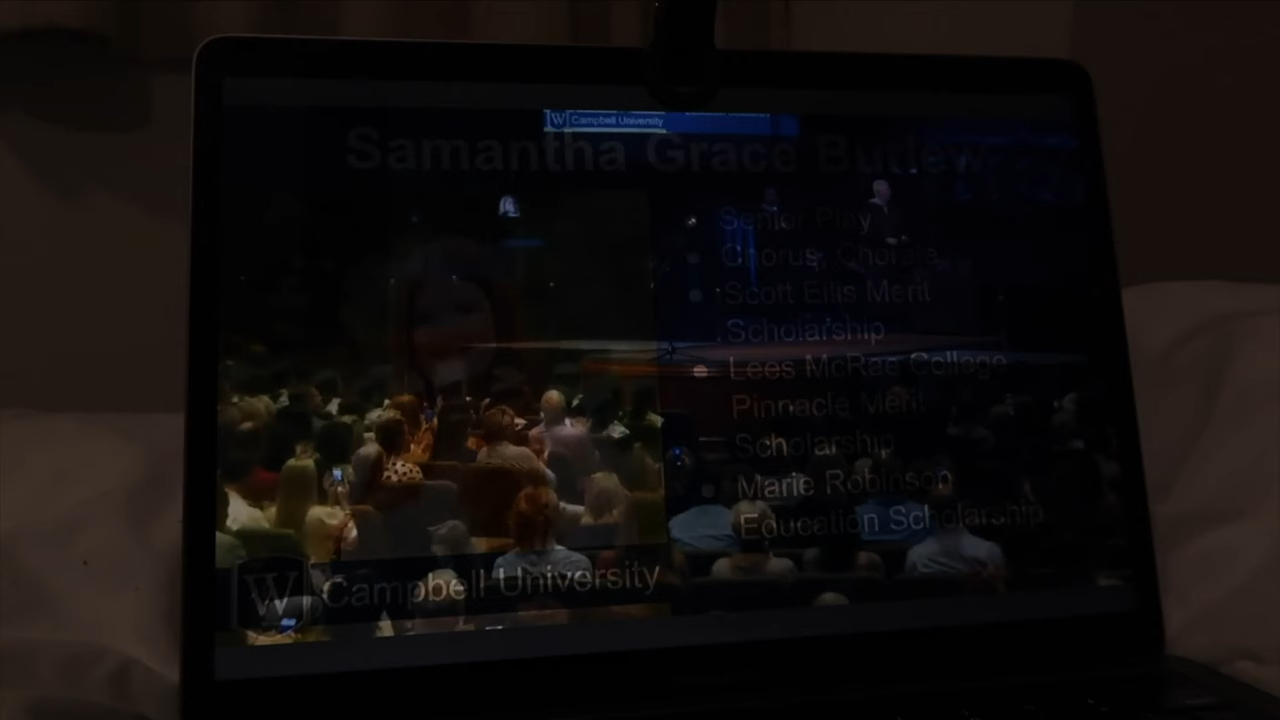 W Campbell University
Samantha Grace Butlew
Senior Play
Chorus, Chorale
Scott Ellis Merit
Scholarship
Lees McRae College
Pinnacle Merit
Scholarship
Marie Robinson
Education Scholarship
W Campbell University